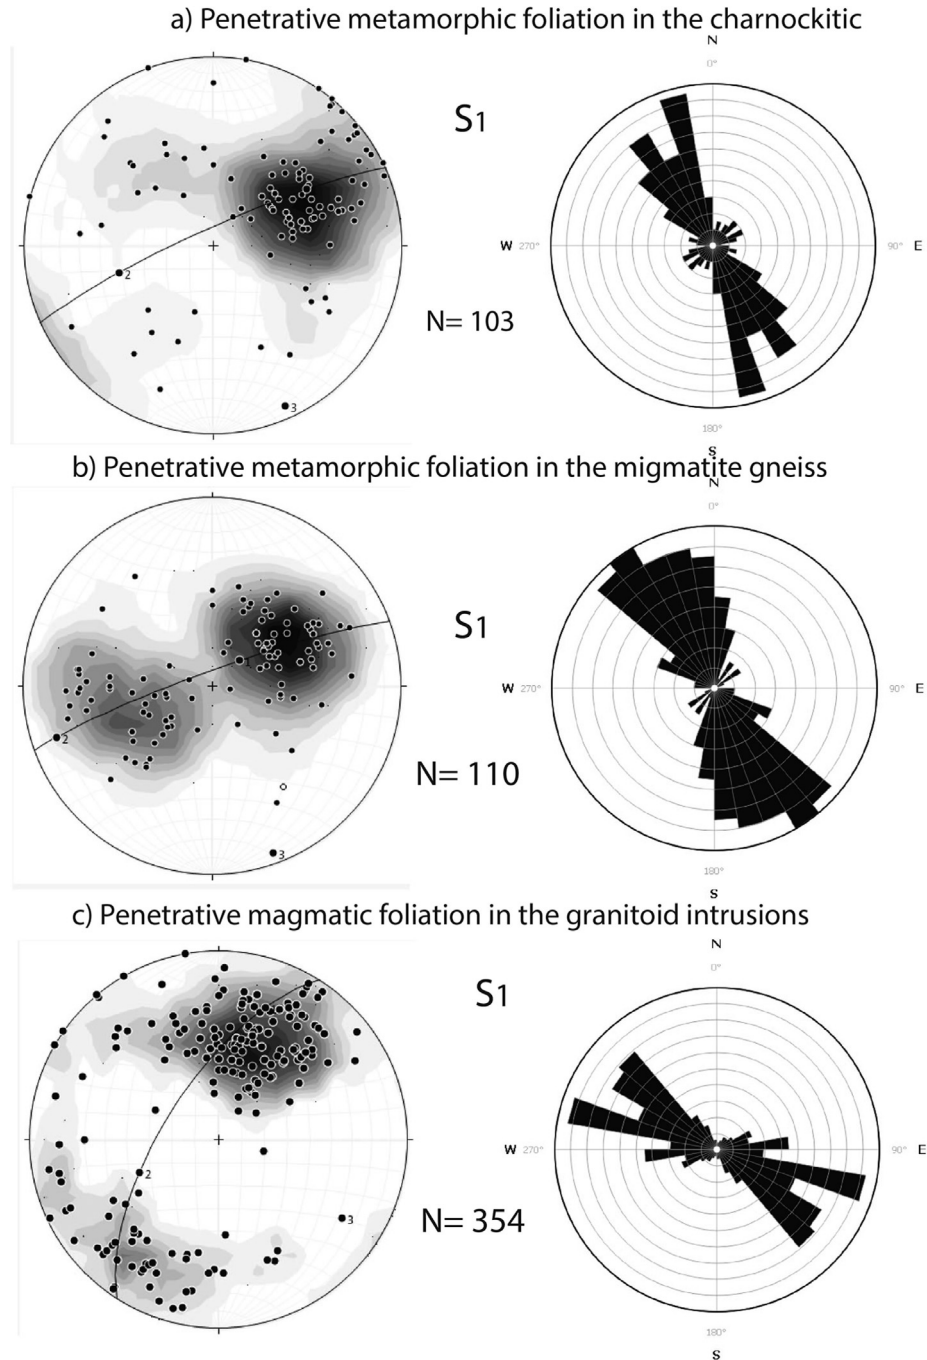 a) Penetrative metamorphic foliation in the charnockitic
N
0°
S1
W 270°
90° E
2
N= 103
3
180°
S
b) Penetrative metamorphic foliation in the migmatite gneiss
N
0°
S1
1
W 270°
90° E
2
N= 110
3
180°
S
c) Penetrative magmatic foliation in the granitoid intrusions
N
0°
S1
W 270°
90° E
2
3
N= 354
180°
S